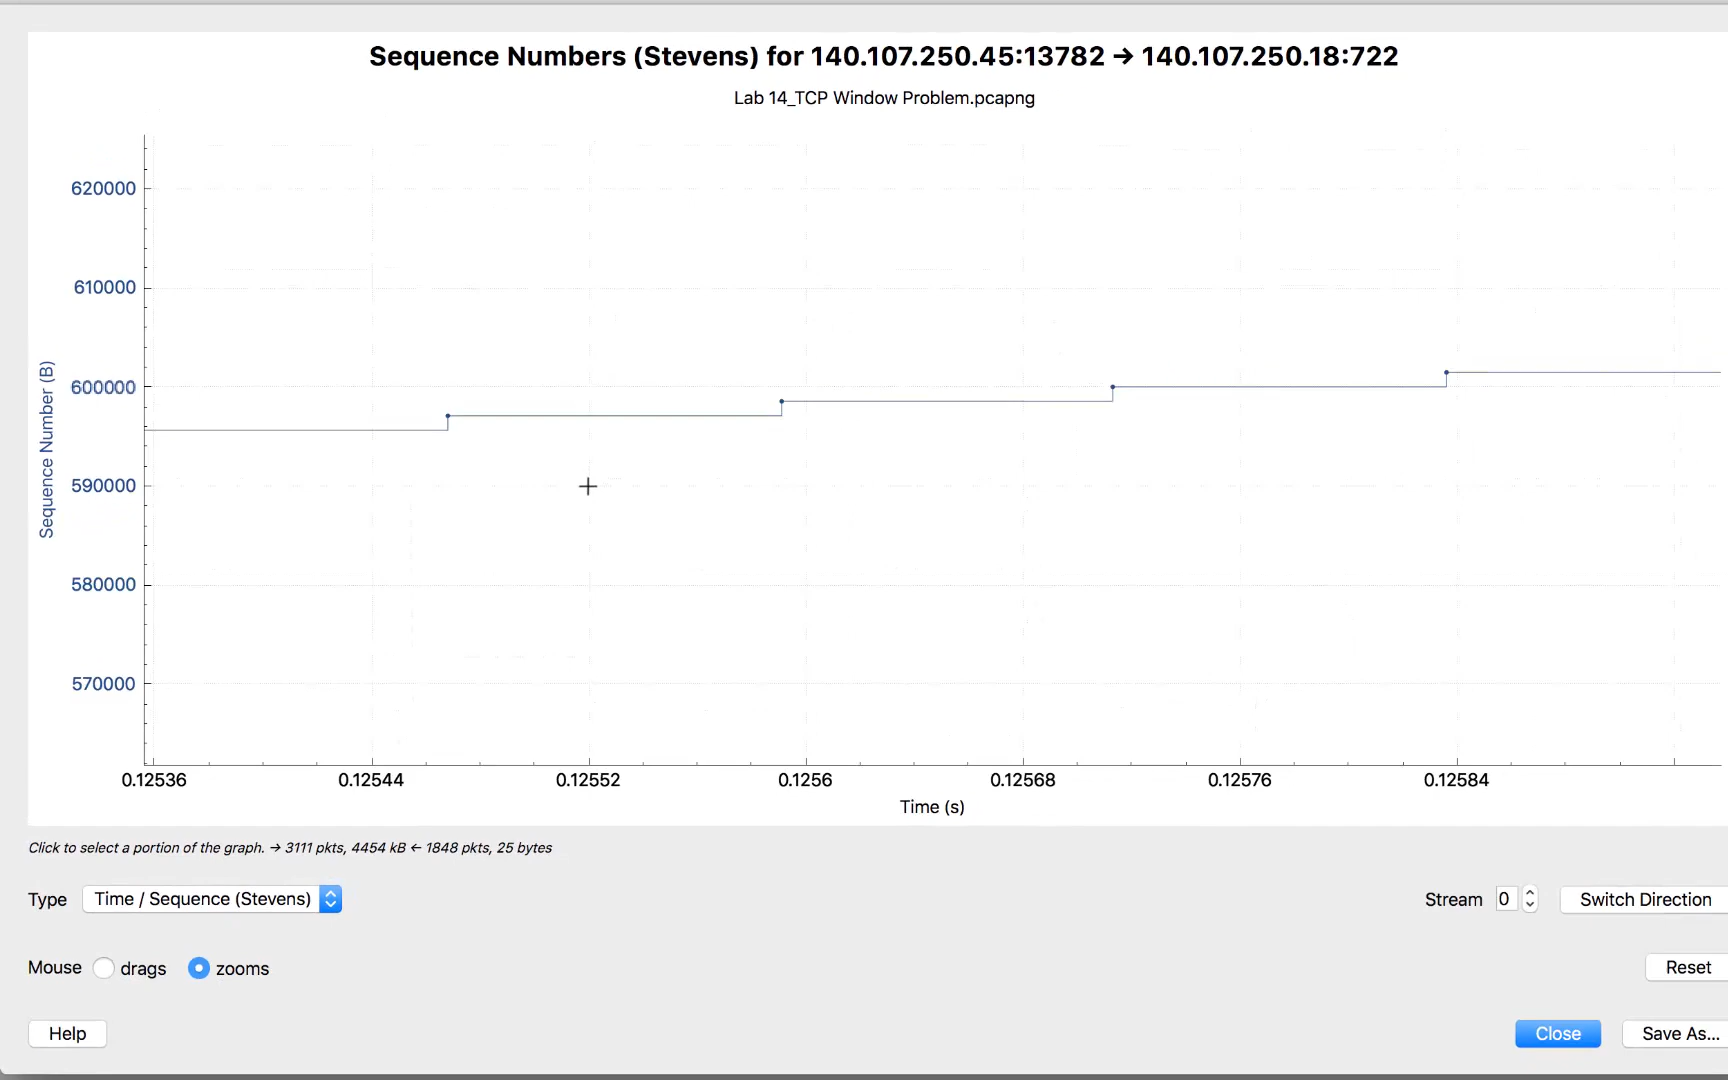 Sequence Numbers (Stevens) for 140.107.250.45:13782 → 140.107.250.18:722
Lab 14_TCP Window Problem.pcapng
620000
610000
600000
590000
580000
570000
Sequence Number (B)
0.12536 0.12544 0.12552 0.1256 0.12568 0.12576 0.12584
Time (s)
Click to select a portion of the graph. → 3111 pkts, 4454 kB ← 1848 pkts, 25 bytes
Type Time / Sequence (Stevens) Stream 0 Switch Direction
Mouse drags zooms Reset
Help Close Save As...